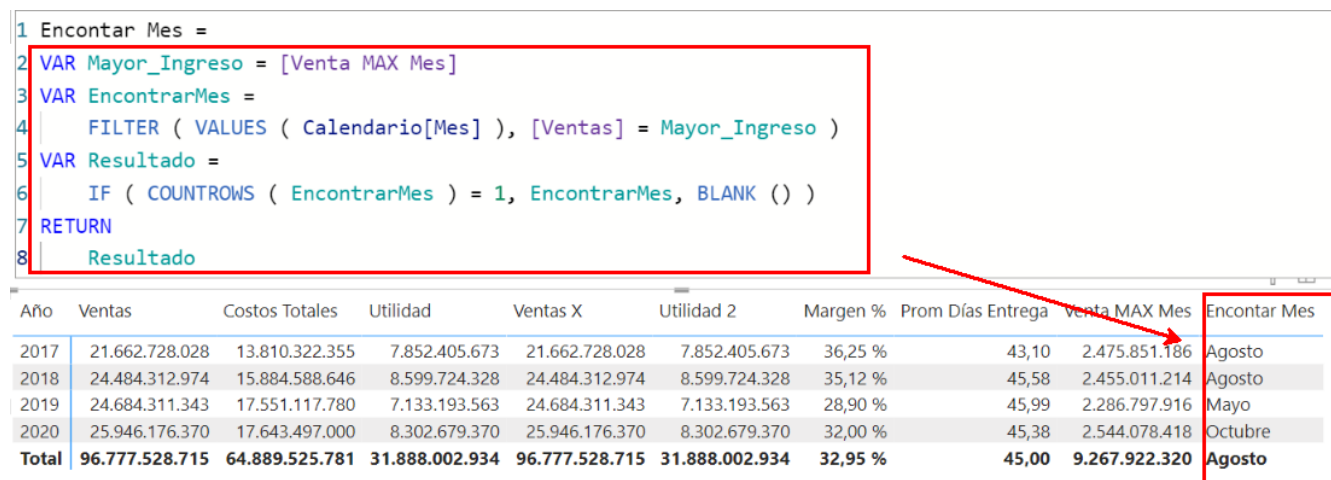 1 Encontar Mes =
2 VAR Mayor_Ingreso = [Venta MAX Mes]
3 VAR EncontrarMes =
4 FILTER ( VALUES ( Calendario[Mes] ), [Ventas] = Mayor_Ingreso )
5 VAR Resultado =
6 IF ( COUNTROWS ( EncontrarMes ) = 1, EncontrarMes, BLANK () )
7 RETURN
8 Resultado
Año Ventas Costos Totales Utilidad Ventas X Utilidad 2 Margen % Prom Días Entrega Venta MAX Mes Encontar Mes
2017 21.662.728.028 13.810.322.355 7.852.405.673 21.662.728.028 7.852.405.673 36,25 % 43,10 2.475.851.186 Agosto
2018 24.484.312.974 15.884.588.646 8.599.724.328 24.484.312.974 8.599.724.328 35,12 % 45,58 2.455.011.214 Agosto
2019 24.684.311.343 17.551.117.780 7.133.193.563 24.684.311.343 7.133.193.563 28,90 % 45,99 2.286.797.916 Mayo
2020 25.946.176.370 17.643.497.000 8.302.679.370 25.946.176.370 8.302.679.370 32,00 % 45,38 2.544.078.418 Octubre
Total 96.777.528.715 64.889.525.781 31.888.002.934 96.777.528.715 31.888.002.934 32,95 % 45,00 9.267.922.320 Agosto